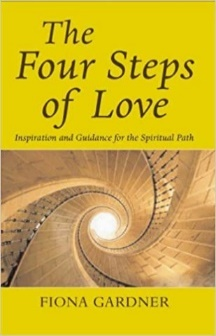 The
Four Steps
of Love
Inspiration and Guidance for the Spiritual Path
FIONA GARDNER